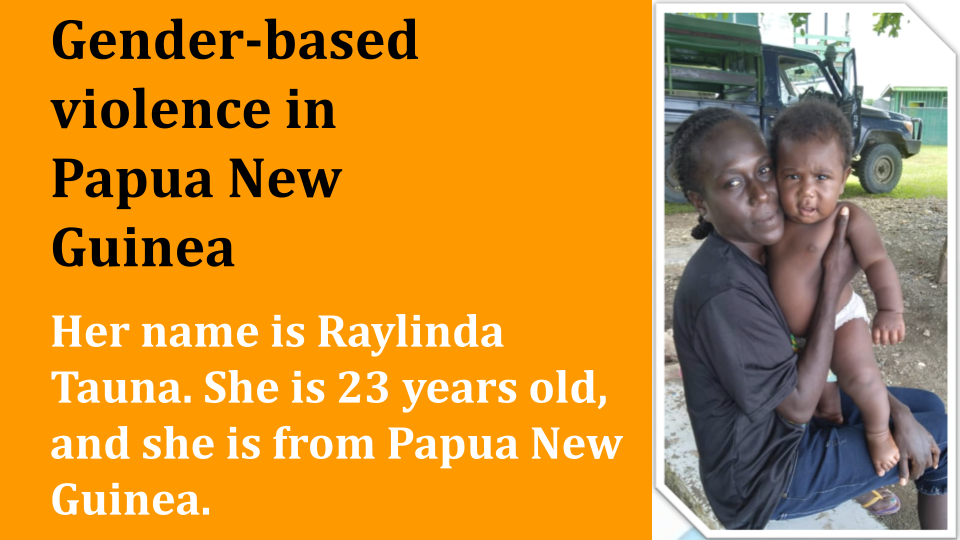 Gender-based
violence in
Papua New
Guinea
Her name is Raylinda
Tauna. She is 23 years old,
and she is from Papua New
Guinea.